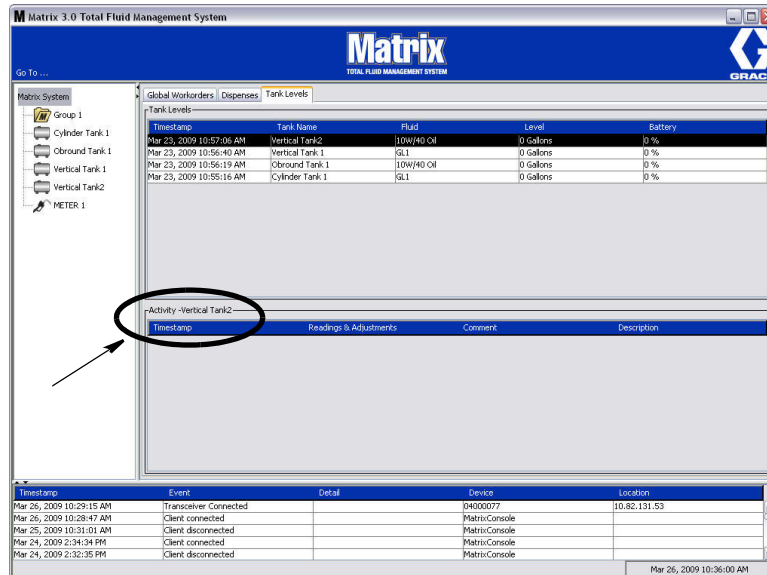 M Matrix 3.0 Total Fluid Management System
Matrix
TOTAL FLUID MANAGEMENT SYSTEM
Go To ...
GRAC
Matrix System
Group 1
Cylinder Tank 1
Obround Tank 1
Vertical Tank 1
Vertical Tank2
METER 1
Global Workorders Dispenses Tank Levels
Tank Levels
Timestamp Tank Name Fluid Level Battery
Mar 23, 2009 10:57:06 AM Vertical Tank2 10W/40 Oil 0 Gallons 0 %
Mar 23, 2009 10:56:40 AM Vertical Tank 1 GL1 0 Gallons 0 %
Mar 23, 2009 10:56:19 AM Obround Tank 1 10W/40 Oil 0 Gallons 0 %
Mar 23, 2009 10:55:16 AM Cylinder Tank 1 GL1 0 Gallons 0 %
Activity -Vertical Tank2
Timestamp Readings & Adjustments Comment Description
Timestamp Event Detail Device Location
Mar 26, 2009 10:29:15 AM Transceiver Connected 04000077 10.82.131.53
Mar 26, 2009 10:28:47 AM Client connected MatrixConsole
Mar 25, 2009 10:31:01 AM Client disconnected MatrixConsole
Mar 24, 2009 2:34:34 PM Client connected MatrixConsole
Mar 24, 2009 2:32:35 PM Client disconnected MatrixConsole
Mar 26, 2009 10:36:00 AM